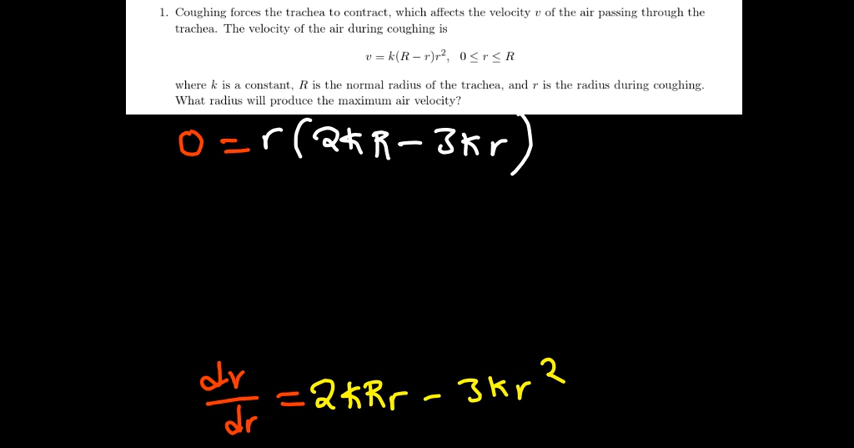 1. Coughing forces the trachea to contract, which affects the velocity v of the air passing through the
trachea. The velocity of the air during coughing is
v = k(R − r)r², 0 ≤ r ≤ R
where k is a constant, R is the normal radius of the trachea, and r is the radius during coughing.
What radius will produce the maximum air velocity?
0 = r(2kR − 3kr)
dv/dr = 2kRr − 3kr²